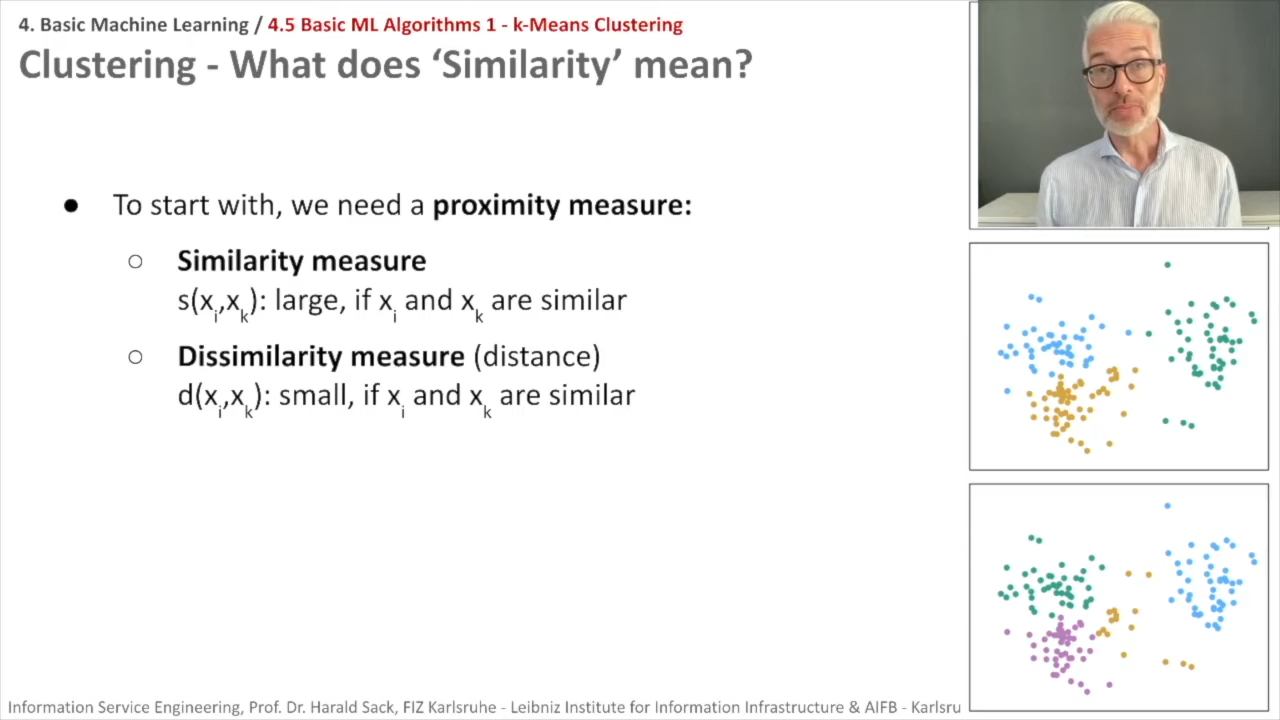 4. Basic Machine Learning / 4.5 Basic ML Algorithms 1 - k-Means Clustering
Clustering - What does ‘Similarity’ mean?
● To start with, we need a proximity measure:
○ Similarity measure
s(xi,xk): large, if xi and xk are similar
○ Dissimilarity measure (distance)
d(xi,xk): small, if xi and xk are similar
Information Service Engineering, Prof. Dr. Harald Sack, FIZ Karlsruhe - Leibniz Institute for Information Infrastructure & AIFB - Karlsru